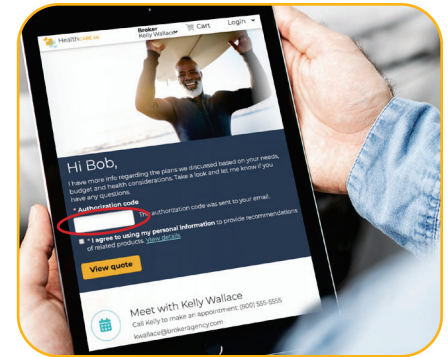 HealthCARE.co
Broker
Kelly Wallace
Cart
Login
Hi Bob,
I have more info regarding the plans we discussed based on your needs,
budget and health considerations. Take a look and let me know if you
have any questions.
* Authorization code
The authorization code was sent to your email.
* I agree to using my personal information to provide recommendations
of related products. View details
View quote
Meet with Kelly Wallace
Call Kelly to make an appointment: (800) 555-5555
kwallace@brokeragency.com